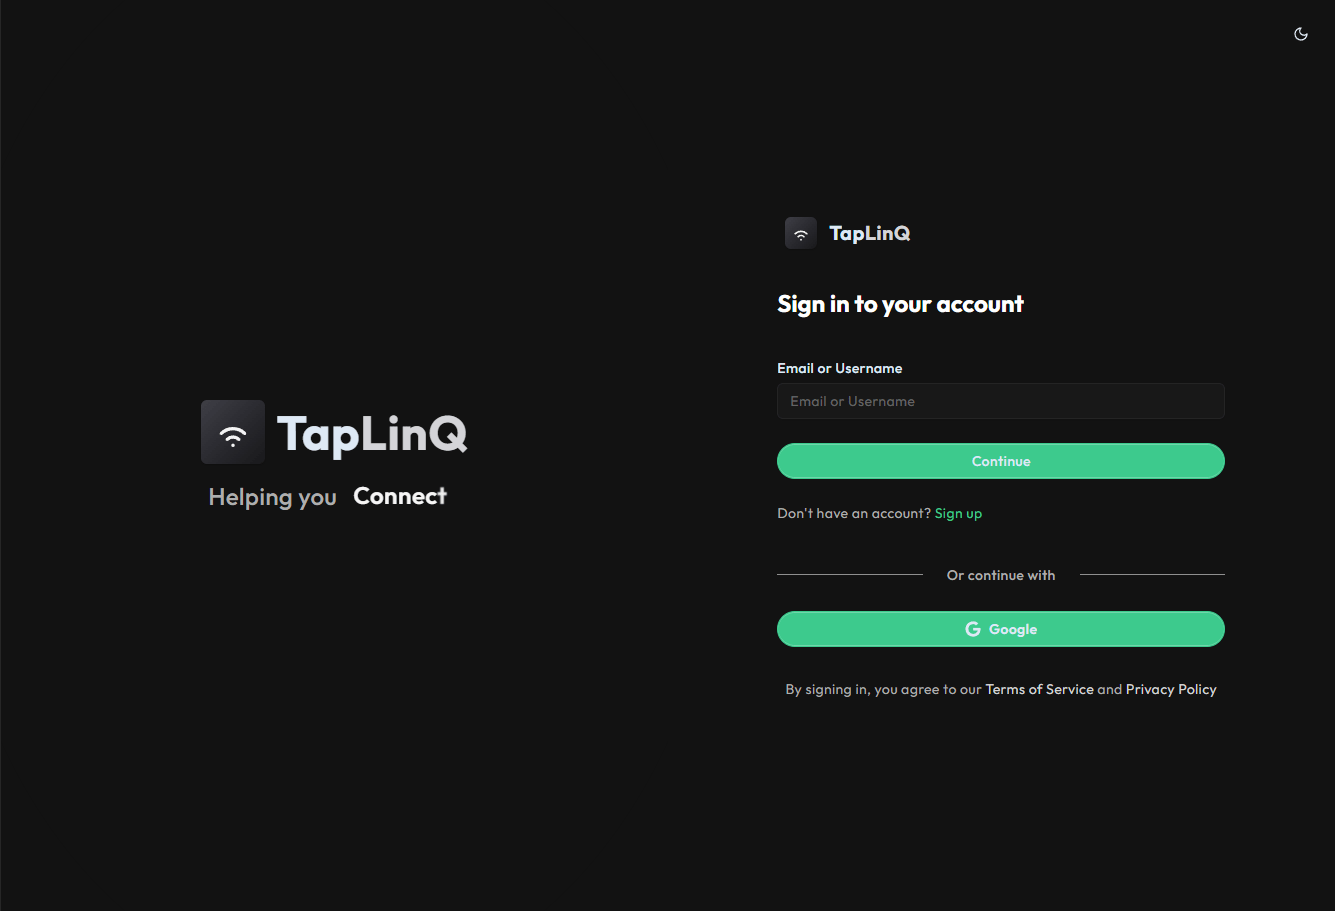 TapLinQ
Helping you Connect
TapLinQ
Sign in to your account
Email or Username
Email or Username
Continue
Don't have an account? Sign up
Or continue with
Google
By signing in, you agree to our Terms of Service and Privacy Policy